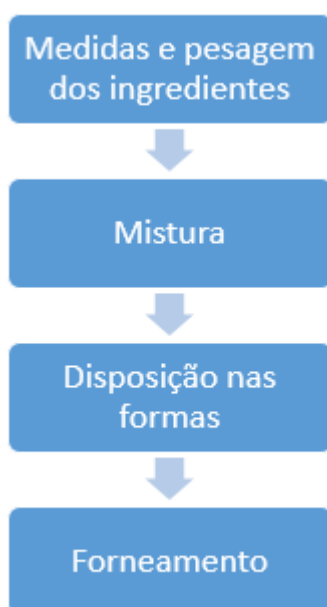 Medidas e pesagem
dos ingredientes
Mistura
Disposição nas
formas
Forneamento